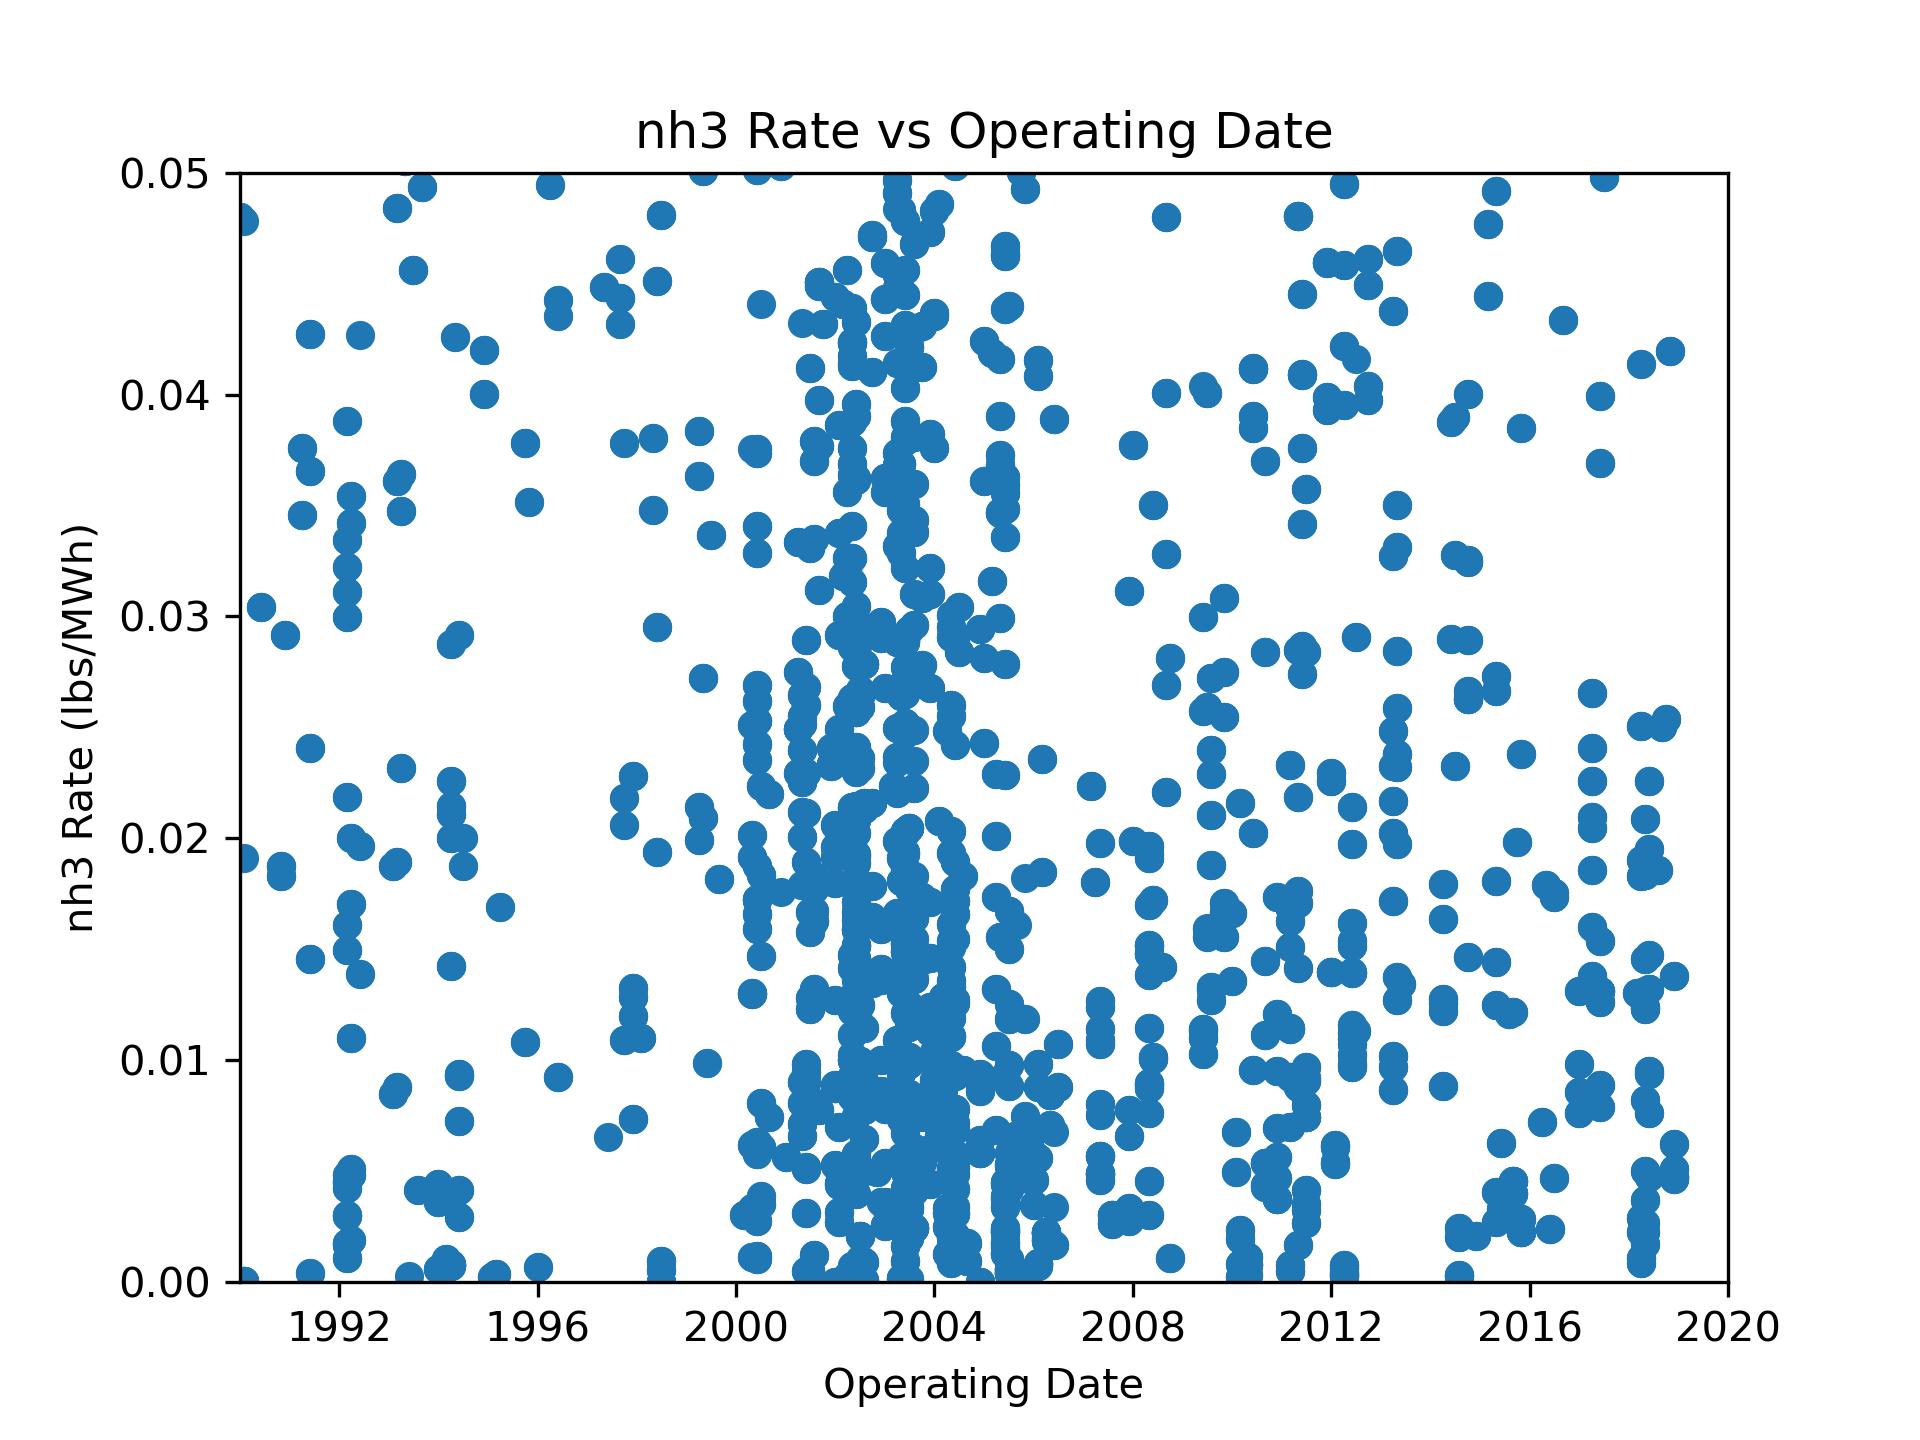 nh3 Rate vs Operating Date
0.05
0.04
0.03
0.02
0.01
0.00
nh3 Rate (lbs/MWh)
1992 1996 2000 2004 2008 2012 2016 2020
Operating Date